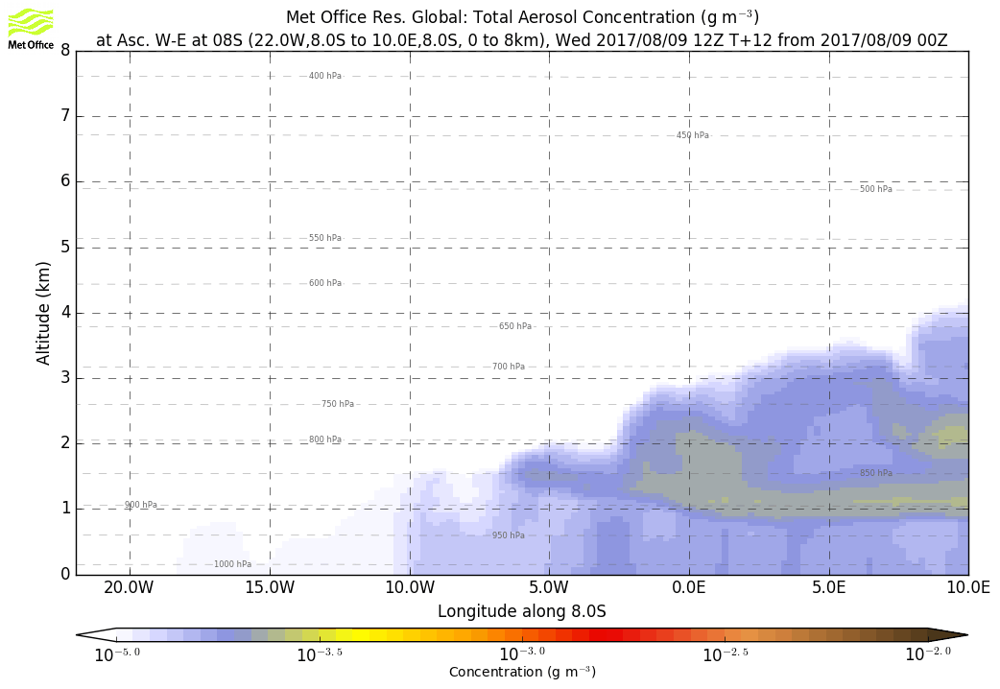 Met Office Res. Global: Total Aerosol Concentration (g m⁻³)
Met Office
at Asc. W-E at 08S (22.0W,8.0S to 10.0E,8.0S, 0 to 8km), Wed 2017/08/09 12Z T+12 from 2017/08/09 00Z
8
400 hPa
7
450 hPa
6
500 hPa
550 hPa
5
600 hPa
4
650 hPa
700 hPa
3
750 hPa
800 hPa
2
850 hPa
900 hPa
1
950 hPa
1000 hPa
0
Altitude (km)
20.0W 15.0W 10.0W 5.0W 0.0E 5.0E 10.0E
Longitude along 8.0S
10⁻⁵·⁰ 10⁻³·⁵ 10⁻³·⁰ 10⁻²·⁵ 10⁻²·⁰
Concentration (g m⁻³)